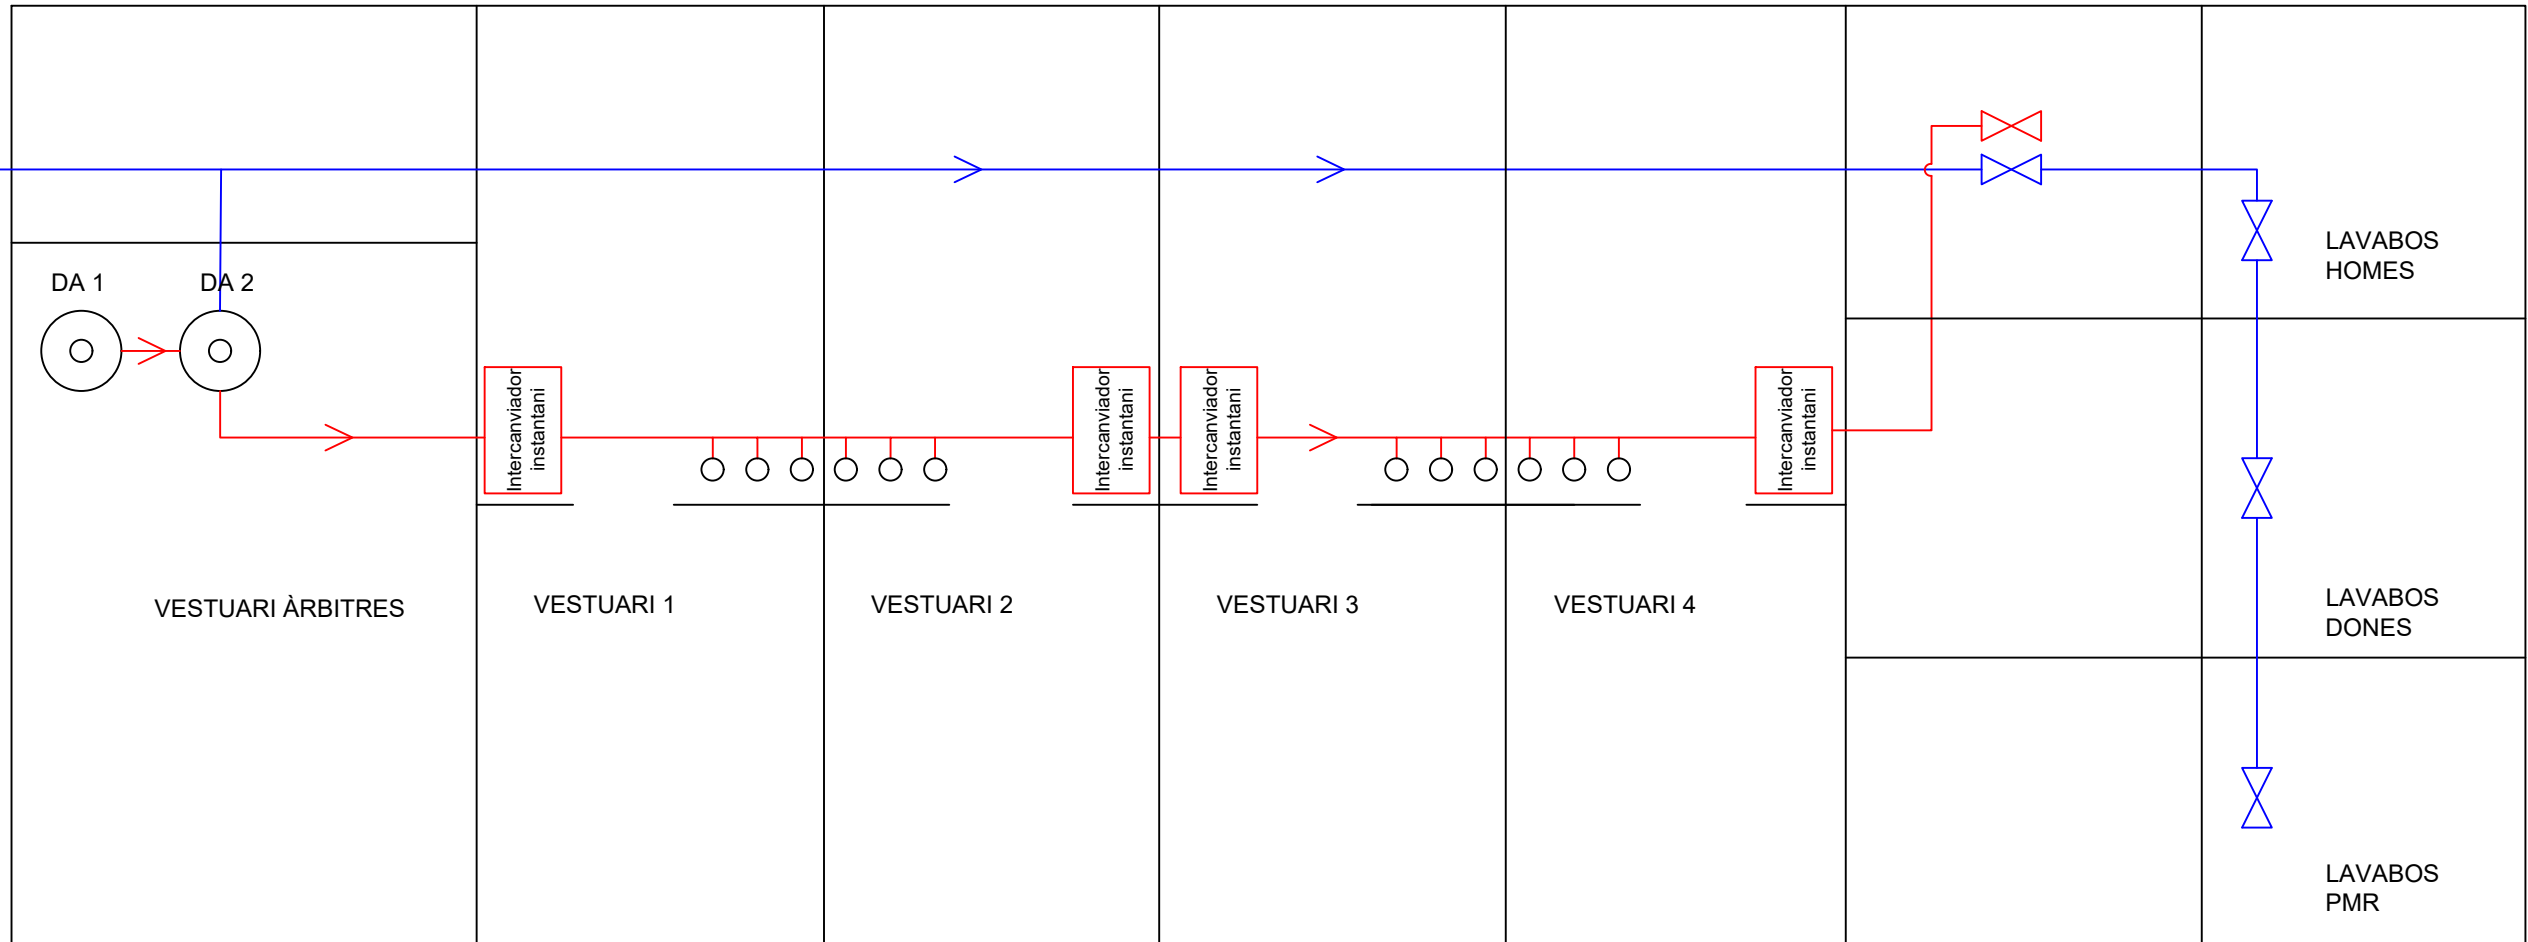 DA 1
DA 2
Intercanviador
instantani
Intercanviador
instantani
Intercanviador
instantani
Intercanviador
instantani
LAVABOS
HOMES
VESTUARI ÀRBITRES
VESTUARI 1
VESTUARI 2
VESTUARI 3
VESTUARI 4
LAVABOS
DONES
LAVABOS
PMR